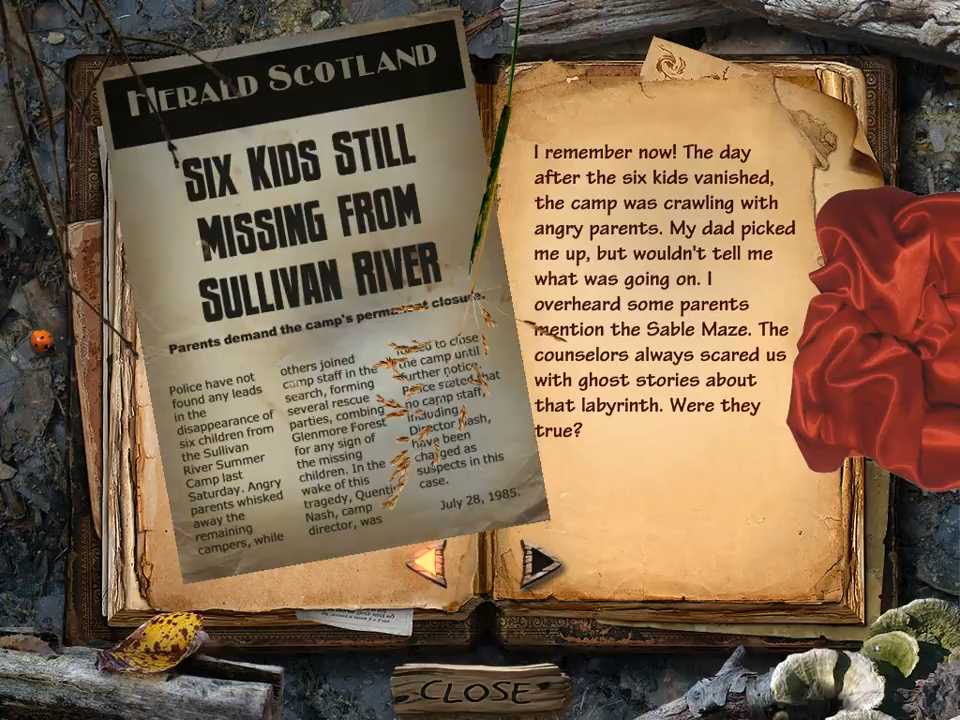 HERALD SCOTLAND
SIX KIDS STILL
MISSING FROM
SULLIVAN RIVER
Parents demand the camp's permanent closure.
Police have not
found any leads
in the
disappearance of
six children from
the Sullivan
River Summer
Camp last
Saturday. Angry
parents whisked
away the
remaining
campers, while
others joined
camp staff in the
search, forming
several rescue
parties, combing
Glenmore Forest
for any sign of
the missing
children. In the
wake of this
tragedy, Quentin
Nash, camp
director, was
to close
the camp until
further notice.
Police stated that
no camp staff,
including
Director Nash,
have been
charged as
suspects in this
case.
July 28, 1985.
I remember now! The day
after the six kids vanished,
the camp was crawling with
angry parents. My dad picked
me up, but wouldn't tell me
what was going on. I
overheard some parents
mention the Sable Maze. The
counselors always scared us
with ghost stories about
that labyrinth. Were they
true?
CLOSE